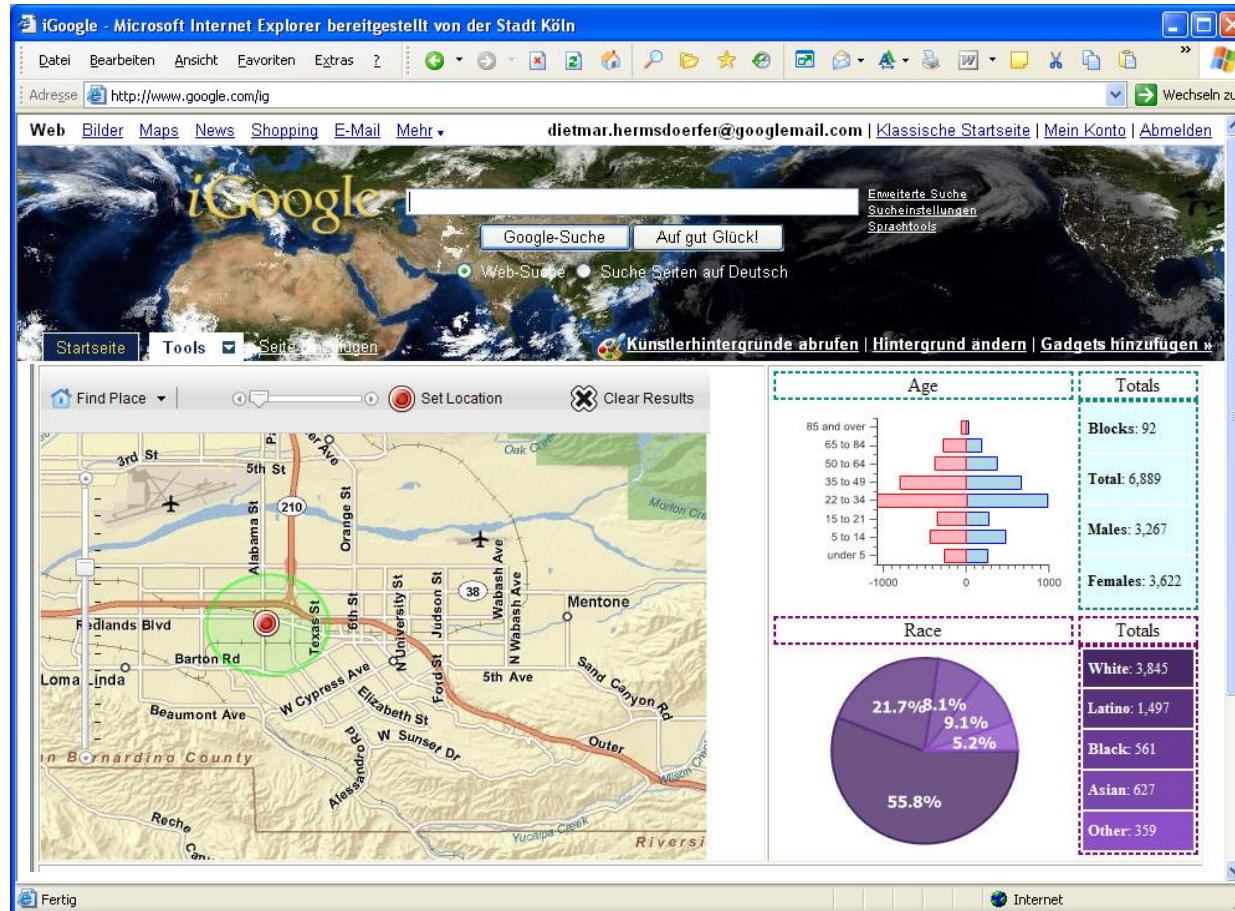 iGoogle - Microsoft Internet Explorer bereitgestellt von der Stadt Köln
Datei Bearbeiten Ansicht Favoriten Extras ?
Adresse http://www.google.com/ig Wechseln zu
Web Bilder Maps News Shopping E-Mail Mehr dietmar.hermsdoerfer@googlemail.com | Klassische Startseite | Mein Konto | Abmelden
iGoogle
Erweiterte Suche
Sucheinstellungen
Sprachtools
Google-Suche Auf gut Glück!
Web-Suche Suche Seiten auf Deutsch
Startseite Tools Seite hinzufügen Künstlerhintergründe abrufen | Hintergrund ändern | Gadgets hinzufügen »
Find Place Set Location Clear Results
3rd St
5th St
210
Alabama St
Orange St
Oak Creek
Morton Cre
38
Wabash Ave
N Wabash Ave
Mentone
Redlands Blvd
Texas St
6th St
N University St
Judson St
Ford St
Barton Rd
Loma Linda
W Cypress Ave
5th Ave
Sand Canyon Rd
Beaumont Ave
Elizabeth St
W Sunset Dr
Alessandro Rd
Outer
n Bernardino County
Wilson Creek
Reche
Can
Yucaipa Creek
Riversi
Age Totals
85 and over
65 to 84
50 to 64
35 to 49
22 to 34
15 to 21
5 to 14
under 5
-1000 0 1000
Blocks: 92
Total: 6,889
Males: 3,267
Females: 3,622
Race Totals
21.7% 8.1%
9.1%
5.2%
55.8%
White: 3,845
Latino: 1,497
Black: 561
Asian: 627
Other: 359
Fertig Internet